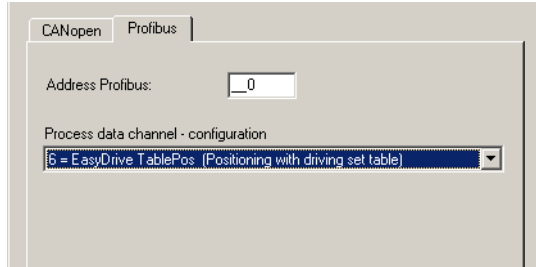 CANopen Profibus
Address Profibus: __0
Process data channel - configuration
6 = EasyDrive TablePos (Positioning with driving set table)